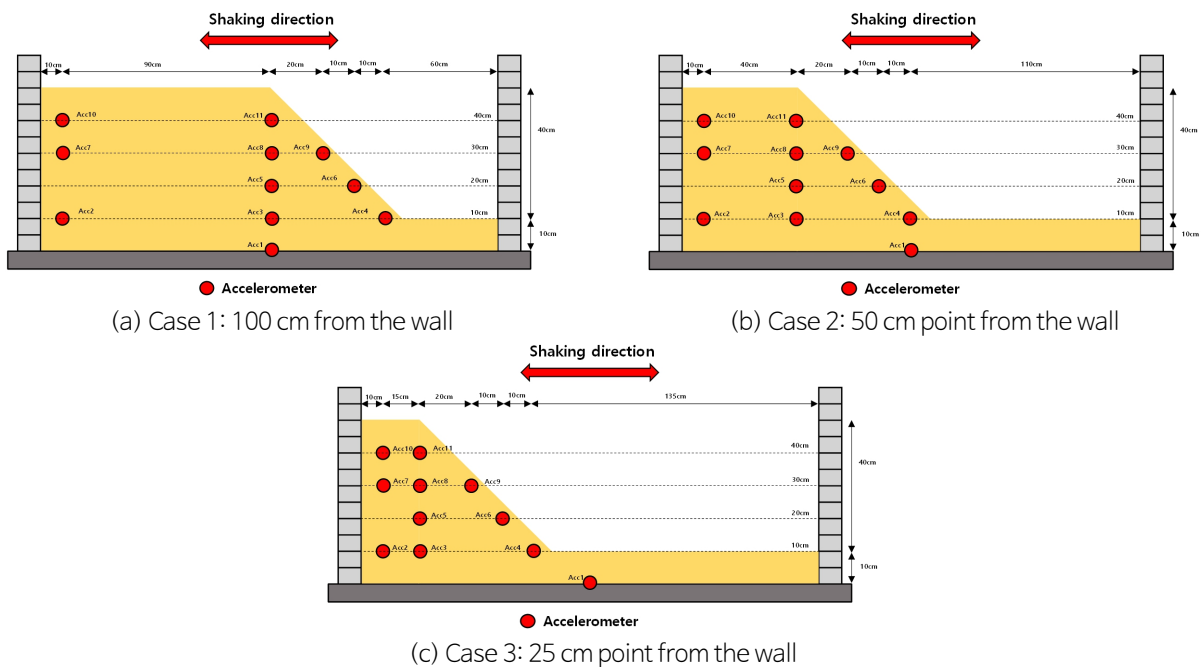 Shaking direction
10cm 90cm 20cm 10cm 10cm 60cm
Acc10 Acc11 40cm
40cm
Acc7 Acc8 Acc9 30cm
Acc5 Acc6 20cm
Acc2 Acc3 Acc4 10cm
10cm
Acc1
Accelerometer
(a) Case 1: 100 cm from the wall
Shaking direction
10cm 40cm 20cm 10cm 10cm 110cm
Acc10 Acc11 40cm
40cm
Acc7 Acc8 Acc9 30cm
Acc5 Acc6 20cm
Acc2 Acc3 Acc4 10cm
10cm
Acc1
Accelerometer
(b) Case 2: 50 cm point from the wall
Shaking direction
10cm 15cm 20cm 10cm 10cm 135cm
Acc10 Acc11 40cm
40cm
Acc7 Acc8 Acc9 30cm
Acc5 Acc6 20cm
Acc2 Acc3 Acc4 10cm
10cm
Acc1
Accelerometer
(c) Case 3: 25 cm point from the wall